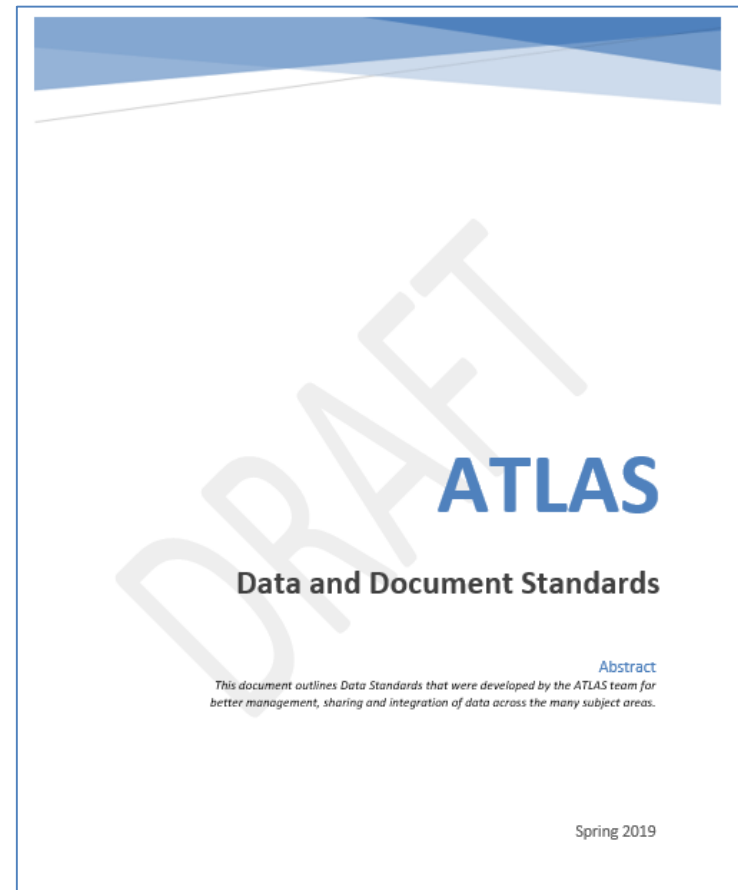 DRAFT
ATLAS
Data and Document Standards
Abstract
This document outlines Data Standards that were developed by the ATLAS team for
better management, sharing and integration of data across the many subject areas.
Spring 2019